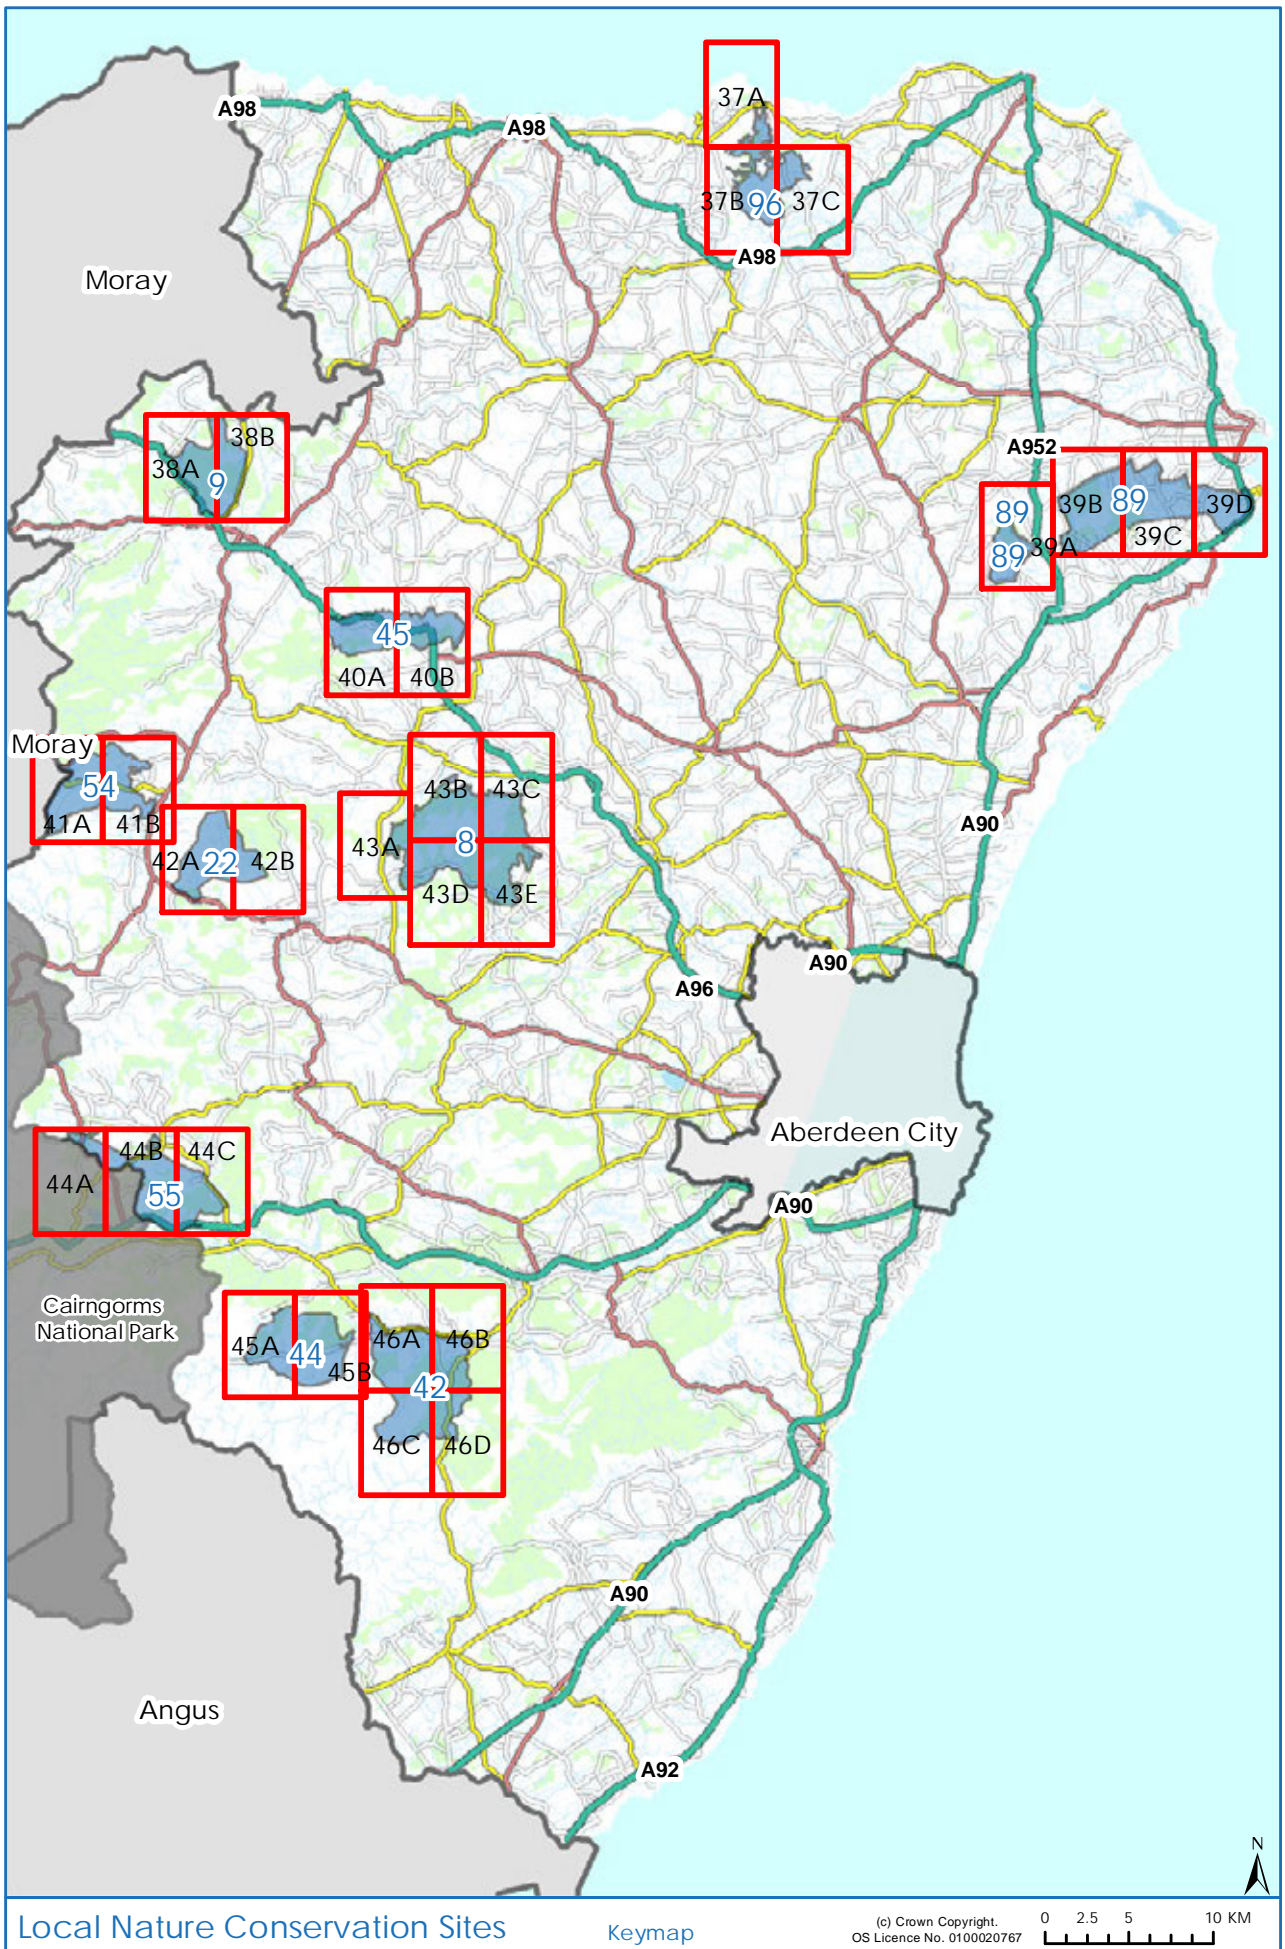 37A
A98
A98
37B
96
37C
A98
Moray
38B
38A
9
A952
39B
89
39D
89
39C
39A
89
45
40A
40B
Moray
54
41A
41B
43B
43C
43A
8
42A
22
42B
43D
43E
A90
A90
A96
Aberdeen City
44B
44C
44A
55
A90
Cairngorms
National Park
45A
44
45B
46A
46B
42
46C
46D
A90
Angus
A92
N
Local Nature Conservation Sites
Keymap
(c) Crown Copyright.
OS Licence No. 0100020767
0 2.5 5 10 KM